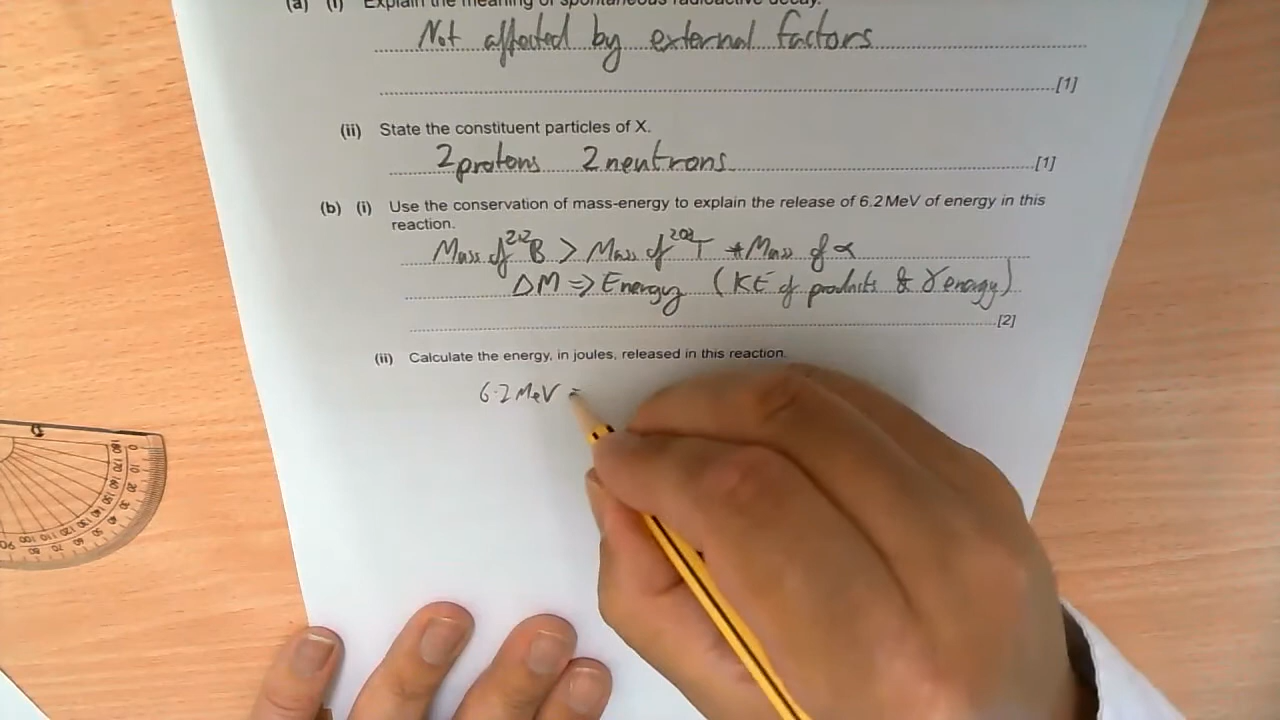 (a) (i) Explain the meaning of spontaneous radioactive decay.
Not affected by external factors
[1]
(ii) State the constituent particles of X.
2 protons 2 neutrons [1]
(b) (i) Use the conservation of mass-energy to explain the release of 6.2 MeV of energy in this
reaction.
Mass of 212B > Mass of 208T + Mass of α
ΔM ⇒ Energy (KE of products & γ energy)
[2]
(ii) Calculate the energy, in joules, released in this reaction.
6.2 MeV =